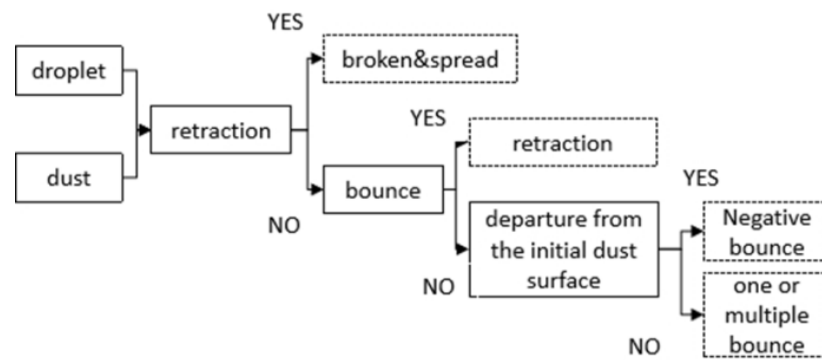 YES
droplet
broken&spread
retraction
YES
retraction
dust
bounce
YES
NO
departure from
the initial dust
surface
Negative
bounce
NO
one or
multiple
bounce
NO